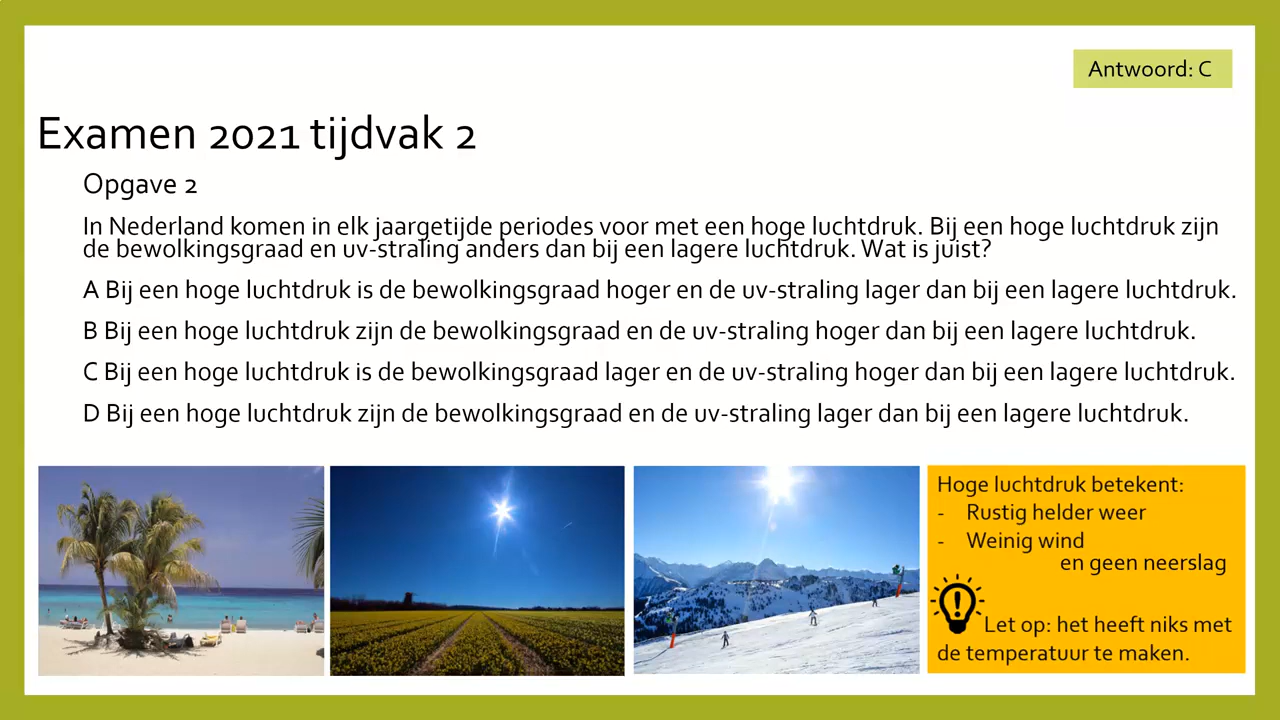 Antwoord: C
Examen 2021 tijdvak 2
Opgave 2
In Nederland komen in elk jaargetijde periodes voor met een hoge luchtdruk. Bij een hoge luchtdruk zijn
de bewolkingsgraad en uv-straling anders dan bij een lagere luchtdruk. Wat is juist?
A Bij een hoge luchtdruk is de bewolkingsgraad hoger en de uv-straling lager dan bij een lagere luchtdruk.
B Bij een hoge luchtdruk zijn de bewolkingsgraad en de uv-straling hoger dan bij een lagere luchtdruk.
C Bij een hoge luchtdruk is de bewolkingsgraad lager en de uv-straling hoger dan bij een lagere luchtdruk.
D Bij een hoge luchtdruk zijn de bewolkingsgraad en de uv-straling lager dan bij een lagere luchtdruk.
Hoge luchtdruk betekent:
- Rustig helder weer
- Weinig wind
en geen neerslag
Let op: het heeft niks met
de temperatuur te maken.